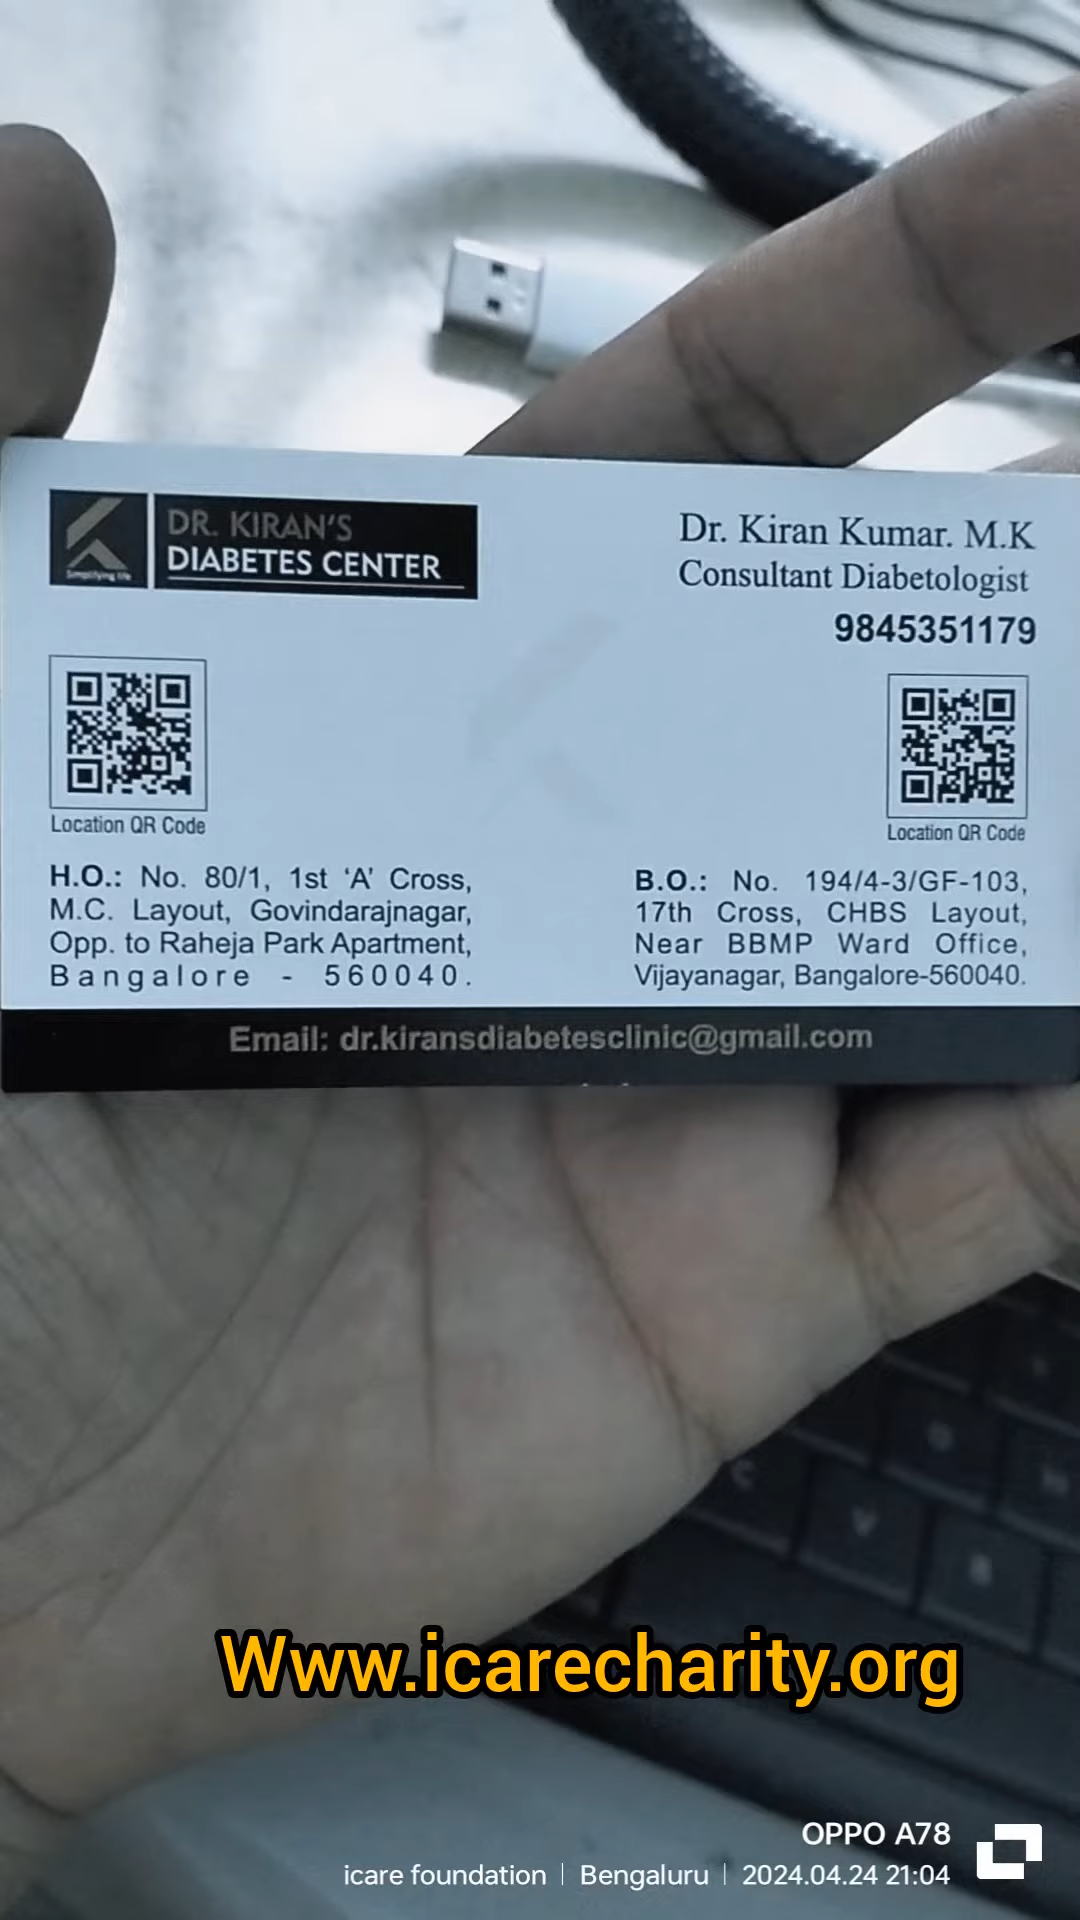 DR. KIRAN'S
DIABETES CENTER
Simplifying life
Dr. Kiran Kumar. M.K
Consultant Diabetologist
9845351179
Location QR Code
Location QR Code
H.O.: No. 80/1, 1st 'A' Cross,
M.C. Layout, Govindarajnagar,
Opp. to Raheja Park Apartment,
Bangalore - 560040.
B.O.: No. 194/4-3/GF-103,
17th Cross, CHBS Layout,
Near BBMP Ward Office,
Vijayanagar, Bangalore-560040.
Email: dr.kiransdiabetesclinic@gmail.com
C
V
B
Www.icarecharity.org
OPPO A78
icare foundation | Bengaluru | 2024.04.24 21:04